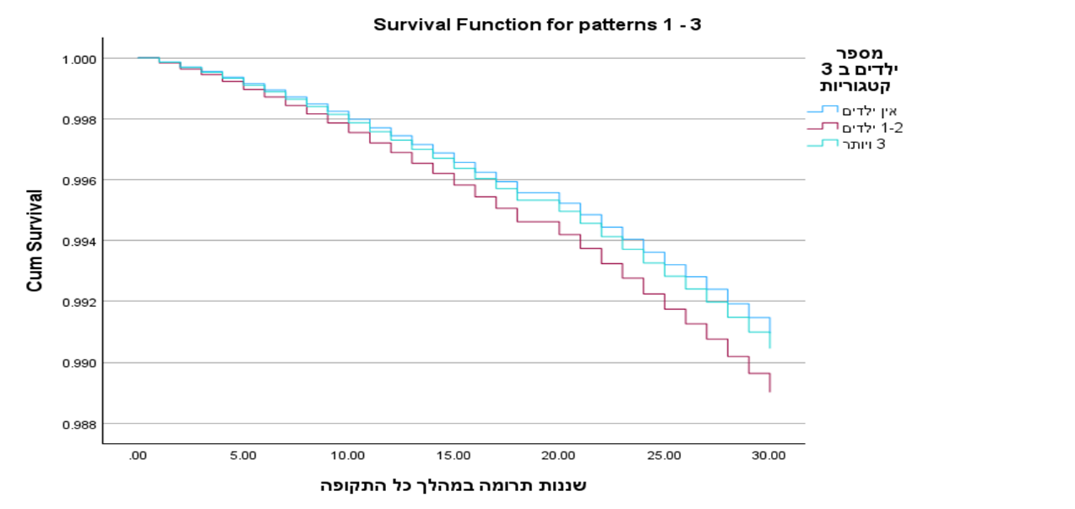 Survival Function for patterns 1 - 3
מספר
ילדים ב 3
קטגוריות
אין ילדים
1-2 ילדים
3 ויותר
Cum Survival
1.000
0.998
0.996
0.994
0.992
0.990
0.988
.00
5.00
10.00
15.00
20.00
25.00
30.00
שננות תרומה במהלך כל התקופה